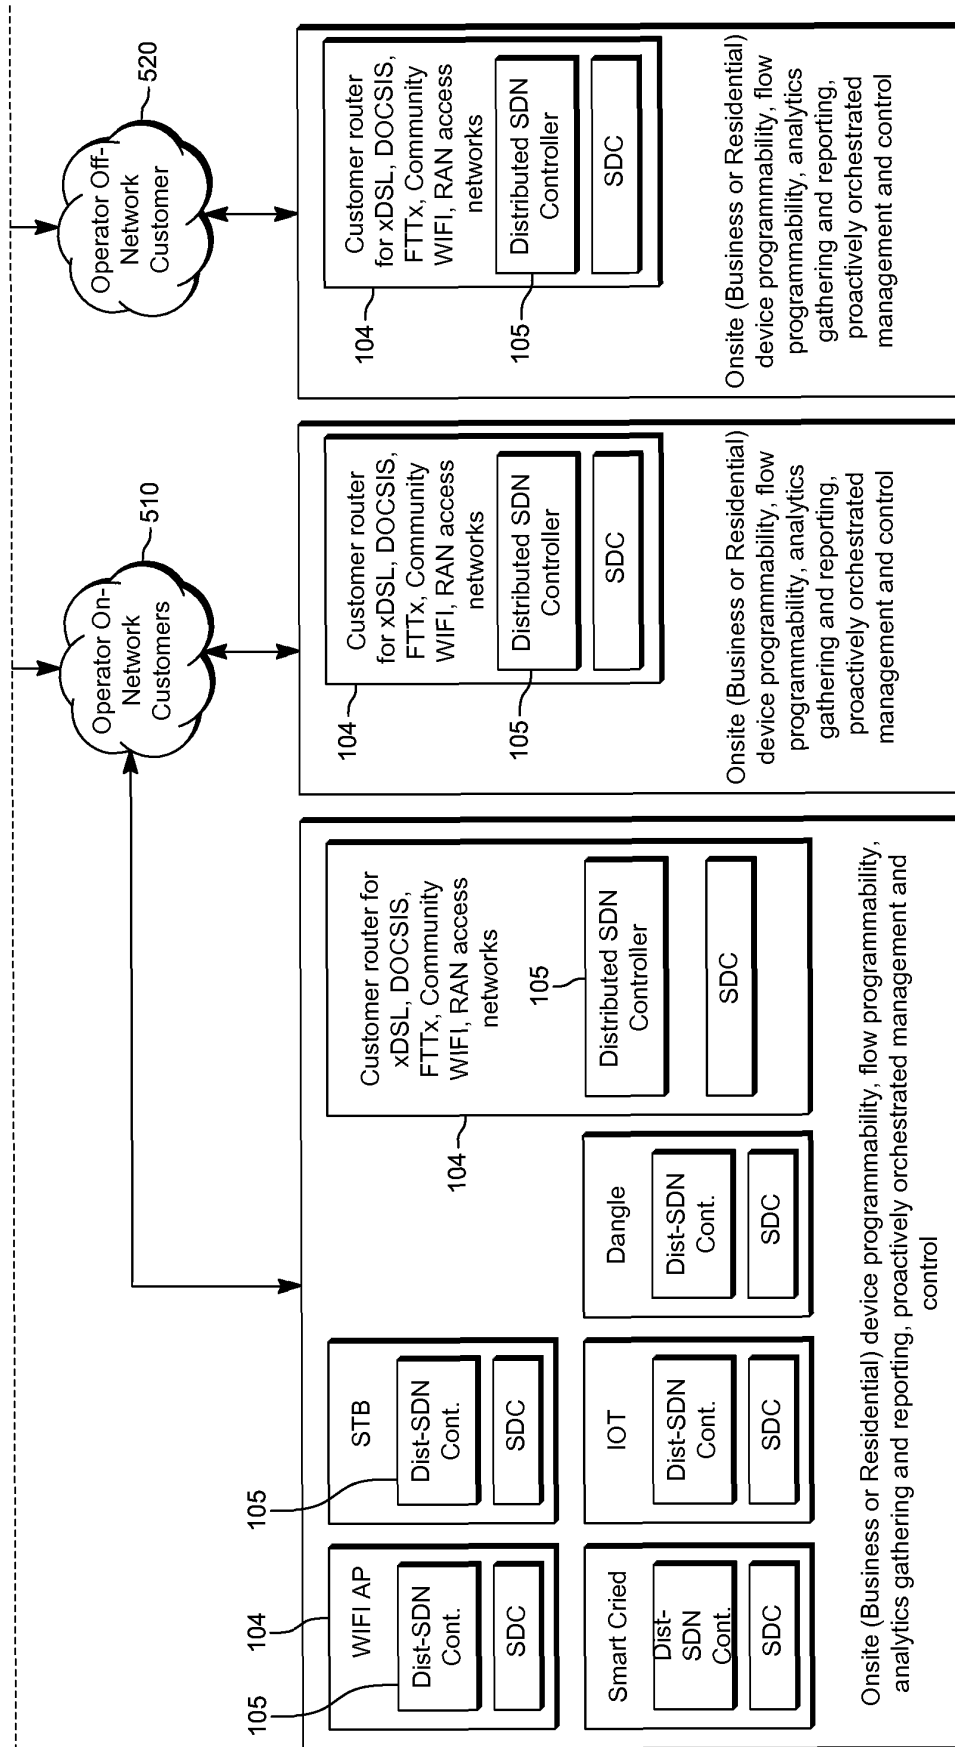 Operator On-
Network
Customers
510
Operator Off-
Network
Customer
520
104
105
WIFI AP
Dist-SDN
Cont.
SDC
105
STB
Dist-SDN
Cont.
SDC
Smart Cried
Dist-
SDN
Cont.
SDC
IOT
Dist-SDN
Cont.
SDC
Dangle
Dist-SDN
Cont.
SDC
104
Customer router for
xDSL, DOCSIS,
FTTx, Community
WIFI, RAN access
networks
105
Distributed SDN
Controller
SDC
Onsite (Business or Residential) device programmability, flow programmability,
analytics gathering and reporting, proactively orchestrated management and
control
104
Customer router
for xDSL, DOCSIS,
FTTx, Community
WIFI, RAN access
networks
105
Distributed SDN
Controller
SDC
Onsite (Business or Residential)
device programmability, flow
programmability, analytics
gathering and reporting,
proactively orchestrated
management and control
104
Customer router
for xDSL, DOCSIS,
FTTx, Community
WIFI, RAN access
networks
105
Distributed SDN
Controller
SDC
Onsite (Business or Residential)
device programmability, flow
programmability, analytics
gathering and reporting,
proactively orchestrated
management and control